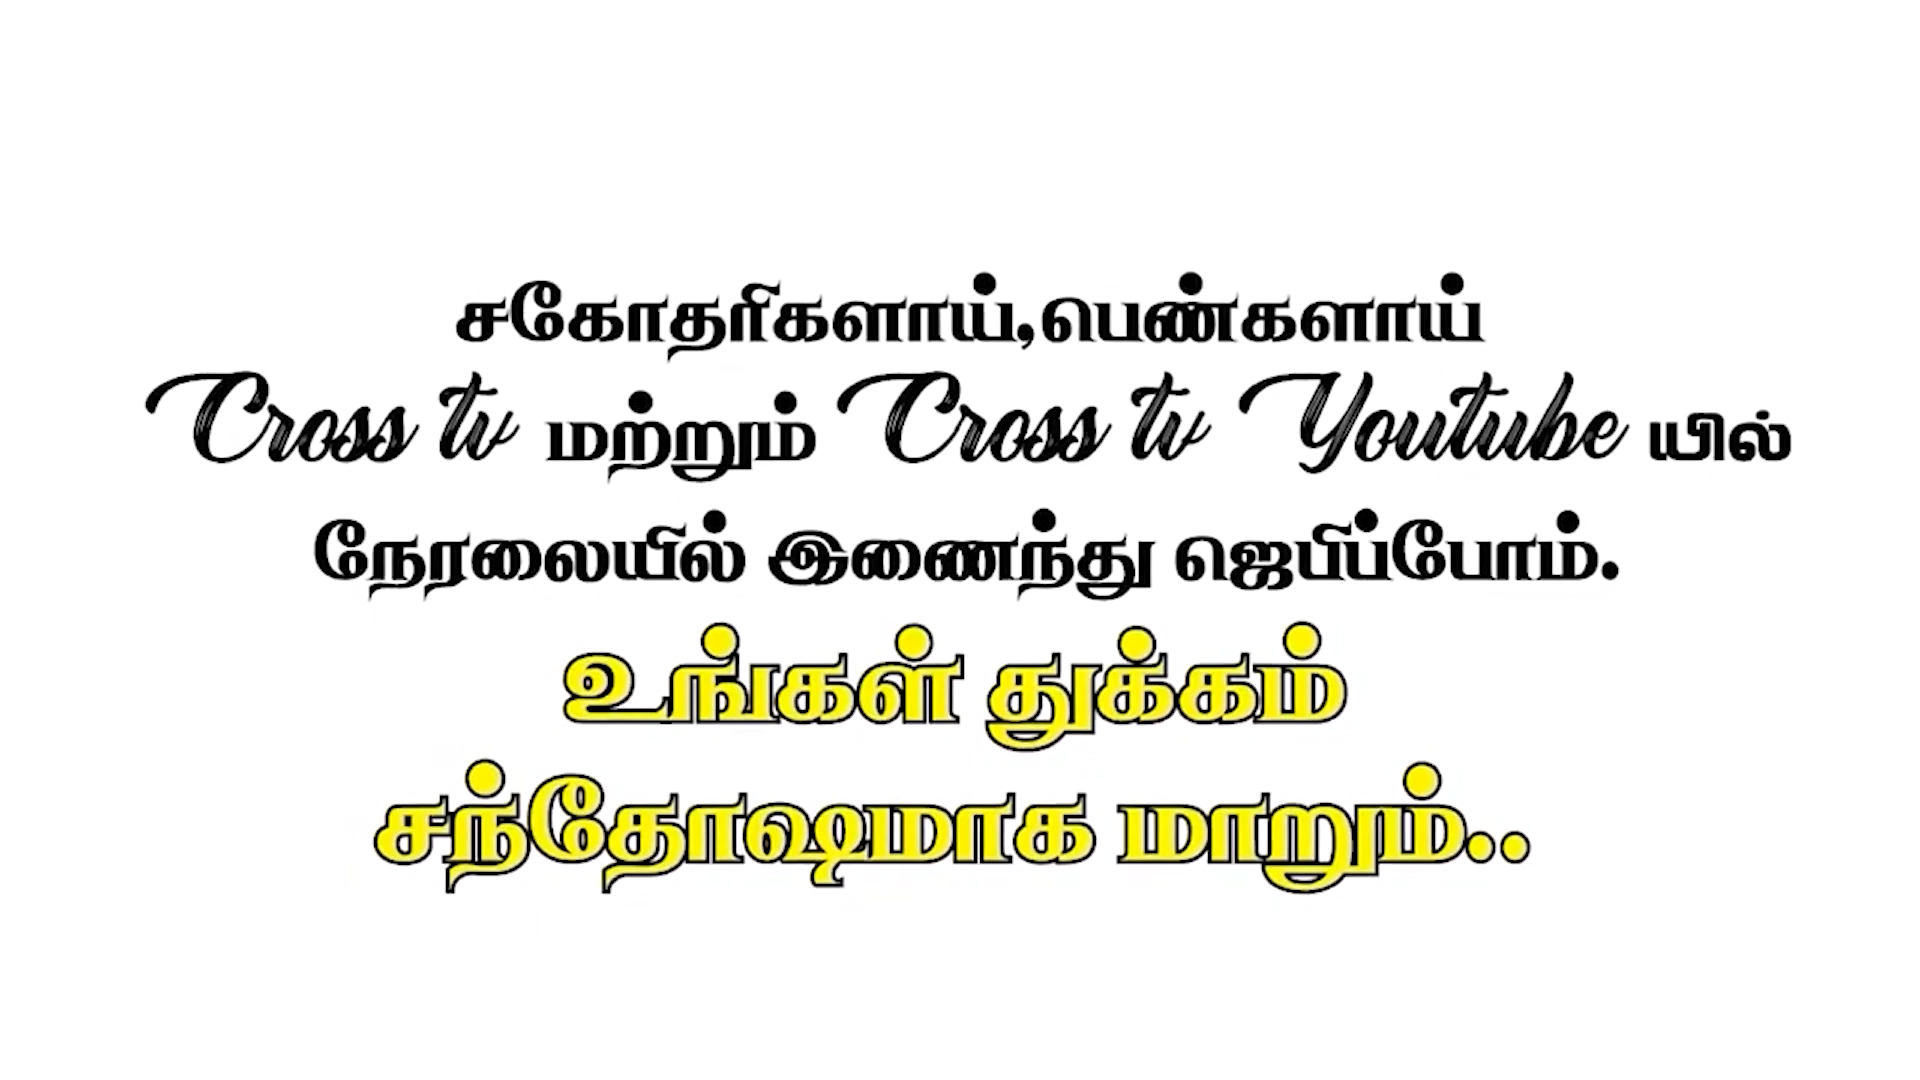 சகோதரிகளாய்,பெண்களாய்
Cross tv மற்றும் Cross tv Youtube யில்
நேரலையில் இணைந்து ஜெபிப்போம்.
உங்கள் துக்கம்
சந்தோஷமாக மாறும்..